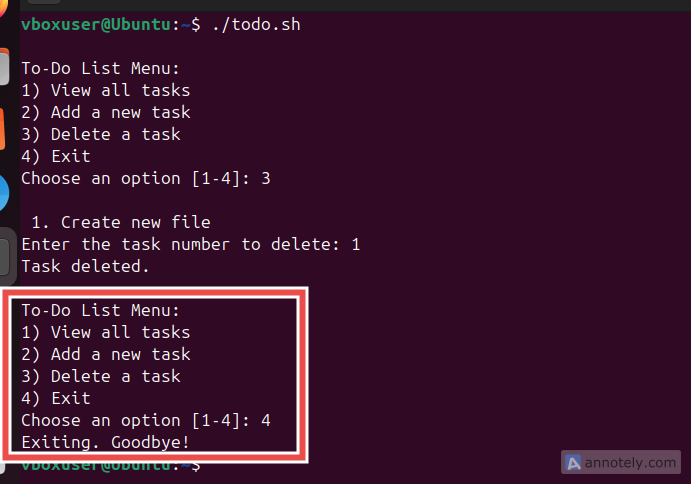 vboxuser@Ubuntu:~$ ./todo.sh
To-Do List Menu:
1) View all tasks
2) Add a new task
3) Delete a task
4) Exit
Choose an option [1-4]: 3
1. Create new file
Enter the task number to delete: 1
Task deleted.
To-Do List Menu:
1) View all tasks
2) Add a new task
3) Delete a task
4) Exit
Choose an option [1-4]: 4
Exiting. Goodbye!
vboxuser@Ubuntu:~$
annotely.com